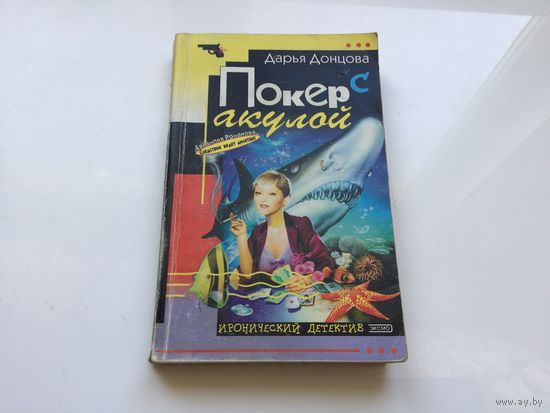 Дарья Донцова
Покер с
акулой
Евлампия Романова
Следствие ведет дилетант
Иронический детектив
ЭКСМО
www.ay.by